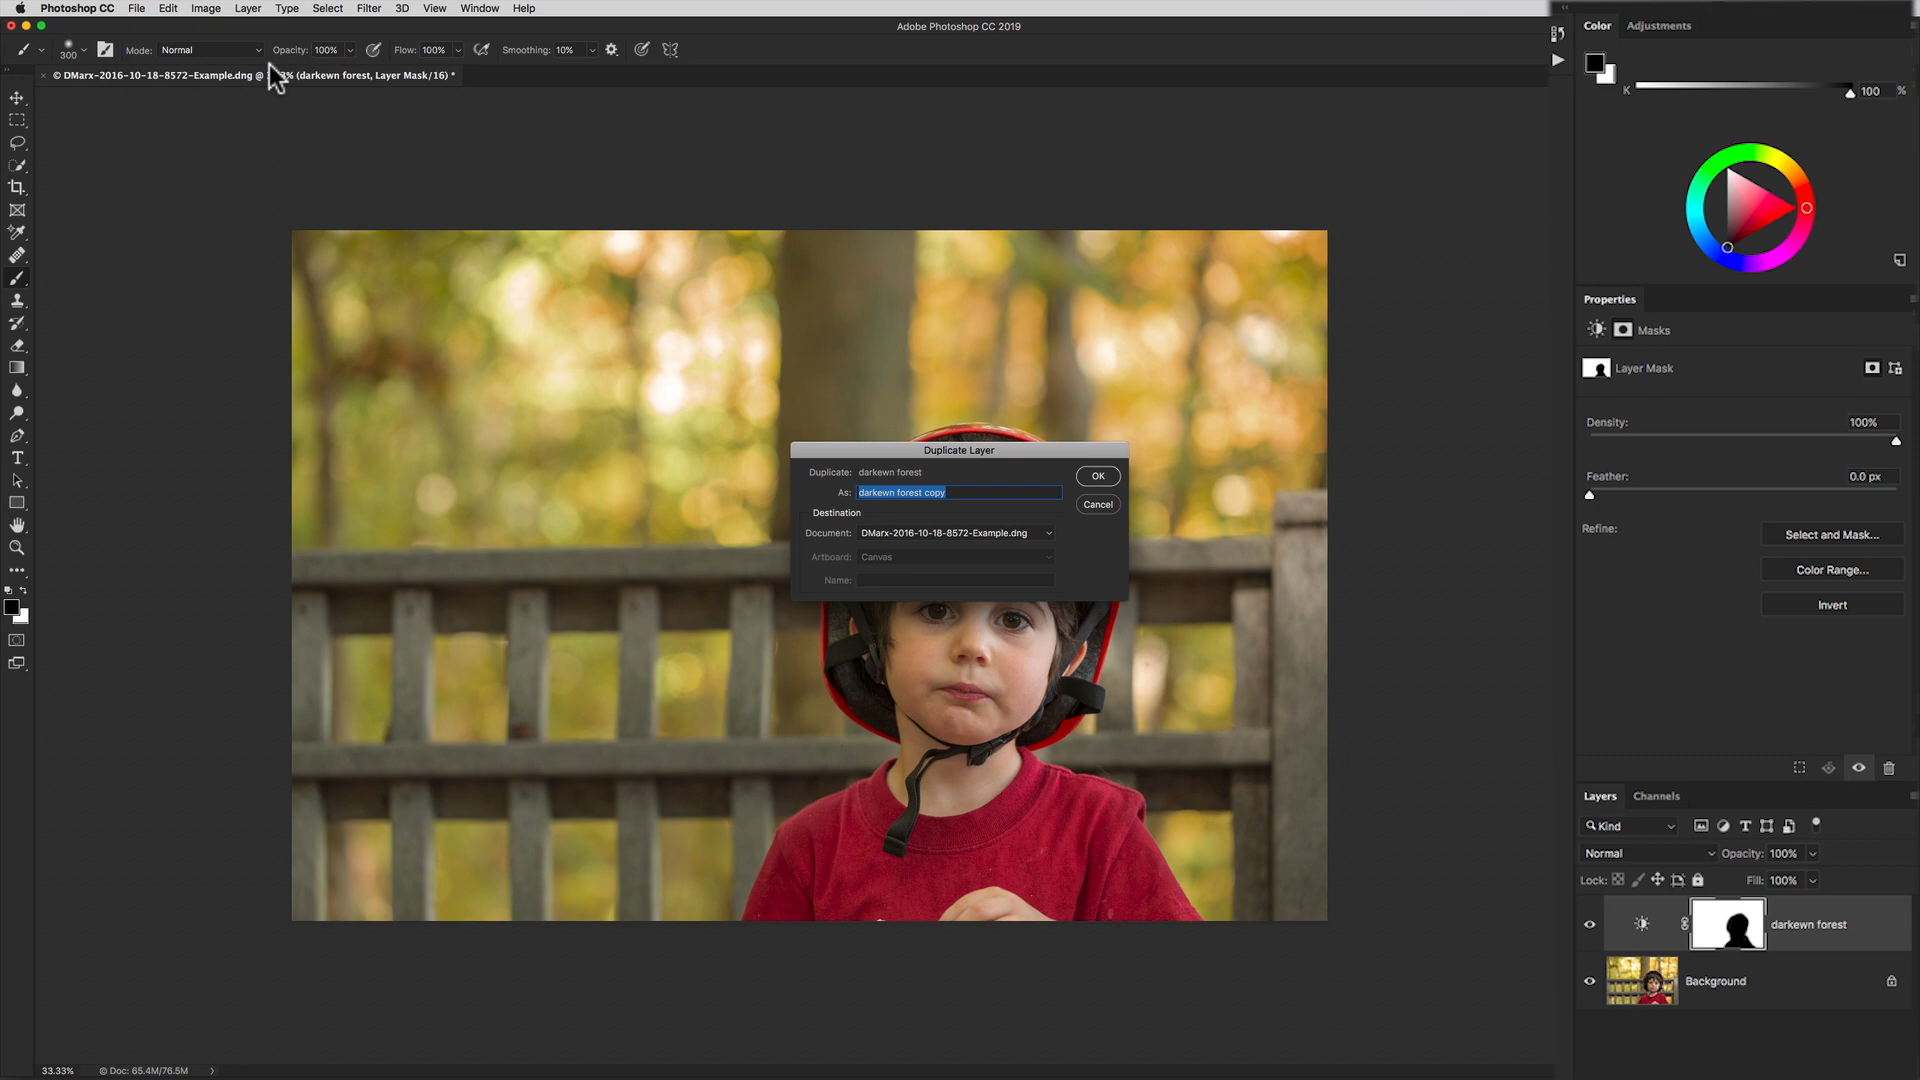 Photoshop CC File Edit Image Layer Type Select Filter 3D View Window Help
Adobe Photoshop CC 2019
300 Mode: Normal Opacity: 100% Flow: 100% Smoothing: 10%
© DMarx-2016-10-18-8572-Example.dng @ % (darkewn forest, Layer Mask/16) *
Color Adjustments
K 100 %
Properties
Masks
Layer Mask
Density: 100%
Feather: 0.0 px
Refine: Select and Mask...
Color Range...
Invert
Duplicate Layer
Duplicate: darkewn forest
OK
As: darkewn forest copy
Cancel
Destination
Document: DMarx-2016-10-18-8572-Example.dng
Artboard: Canvas
Name:
Layers Channels
Kind
Normal Opacity: 100%
Lock: Fill: 100%
darkewn forest
Background
33.33% © Doc: 65.4M/76.5M